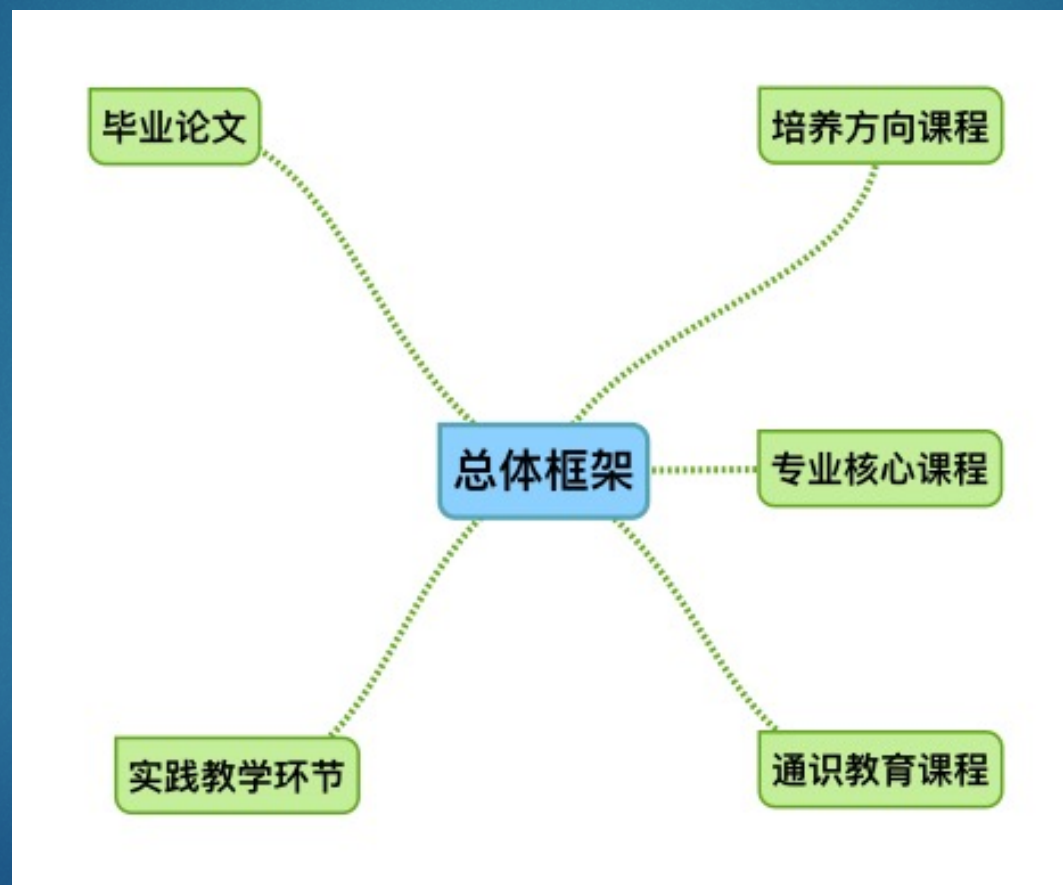 毕业论文
培养方向课程
总体框架
专业核心课程
实践教学环节
通识教育课程